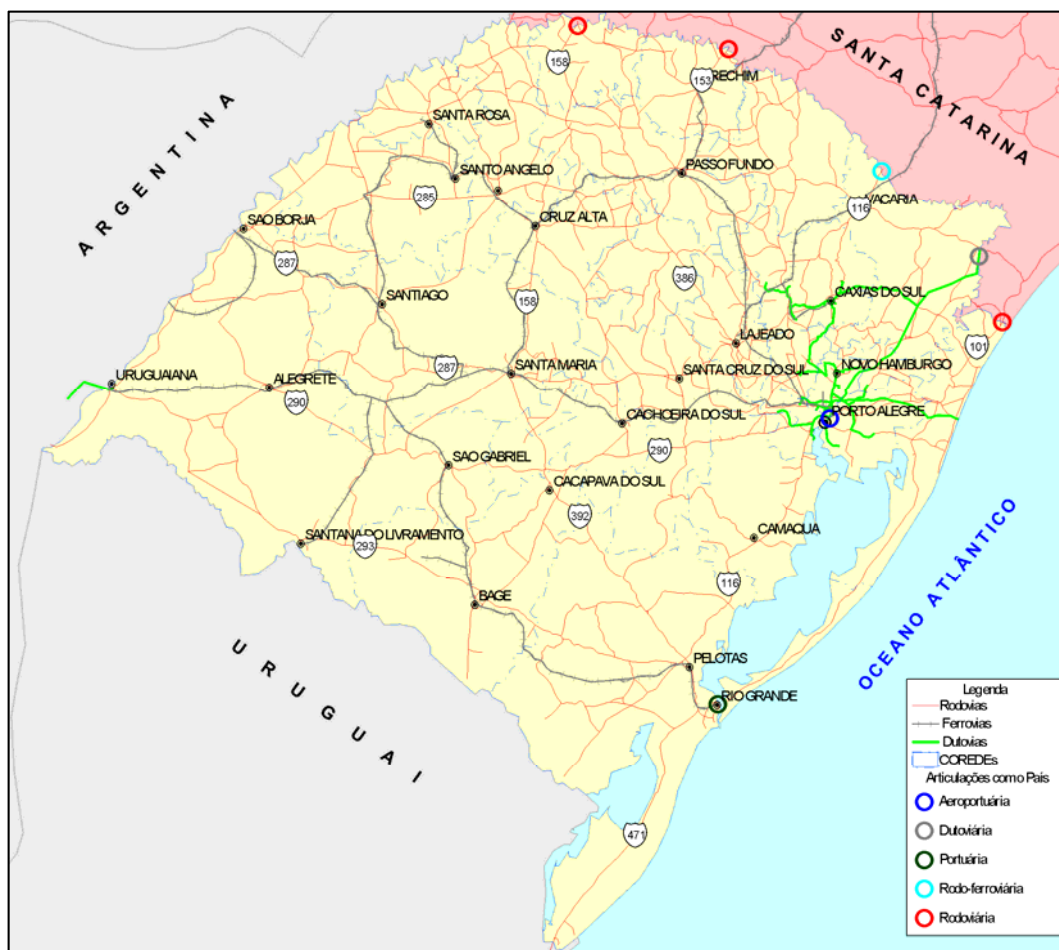 SANTA CATARINA
ARGENTINA
URUGUAI
OCEANO ATLÂNTICO
158
153
RECHIM
SANTA ROSA
SANTO ANGELO
PASSO FUNDO
285
116
VACARIA
SAO BORJA
CRUZ ALTA
287
386
SANTIAGO
158
CAXIAS DO SUL
LAJEADO
101
287
SANTA MARIA
SANTA CRUZ DO SUL
NOVO HAMBURGO
URUGUAIANA
ALEGRETE
290
CACHOEIRA DO SUL
PORTO ALEGRE
290
SAO GABRIEL
CACAPAVA DO SUL
392
SANTANA DO LIVRAMENTO
293
CAMAQUA
116
BAGE
PELOTAS
RIO GRANDE
471
Legenda
Rodovias
Ferrovias
Dutovias
COREDEs
Articulações com o País
Aeroportuária
Dutoviária
Portuária
Rodo-ferroviária
Rodoviária